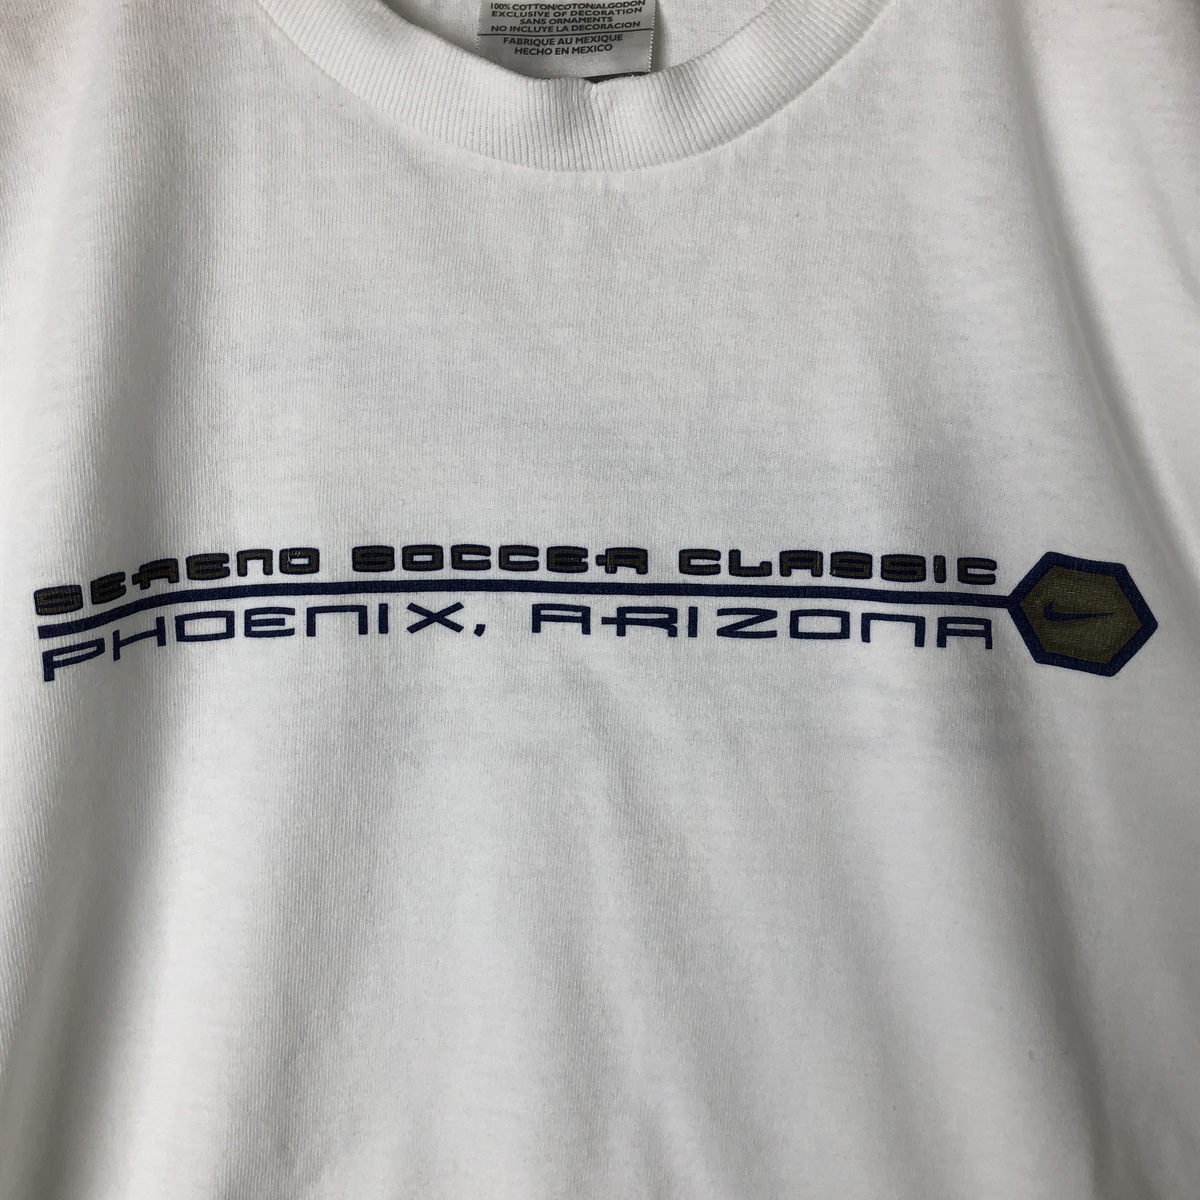 100% COTTON/COTON/ALGODON
EXCLUSIVE OF DECORATION
SANS ORNAMENTS
NO INCLUYE LA DECORACION
FABRIQUE AU MEXIQUE
HECHO EN MEXICO
SERENO SOCCER CLASSIC
PHOENIX, ARIZONA